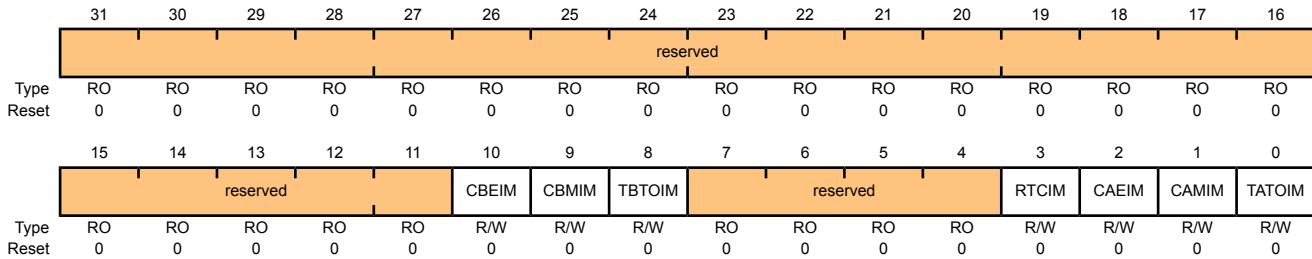 31 30 29 28 27 26 25 24 23 22 21 20 19 18 17 16
reserved
Type RO RO RO RO RO RO RO RO RO RO RO RO RO RO RO RO
Reset 0 0 0 0 0 0 0 0 0 0 0 0 0 0 0 0
15 14 13 12 11 10 9 8 7 6 5 4 3 2 1 0
reserved CBEIM CBMIM TBTOIM reserved RTCIM CAEIM CAMIM TATOIM
Type RO RO RO RO RO R/W R/W R/W RO RO RO RO R/W R/W R/W R/W
Reset 0 0 0 0 0 0 0 0 0 0 0 0 0 0 0 0